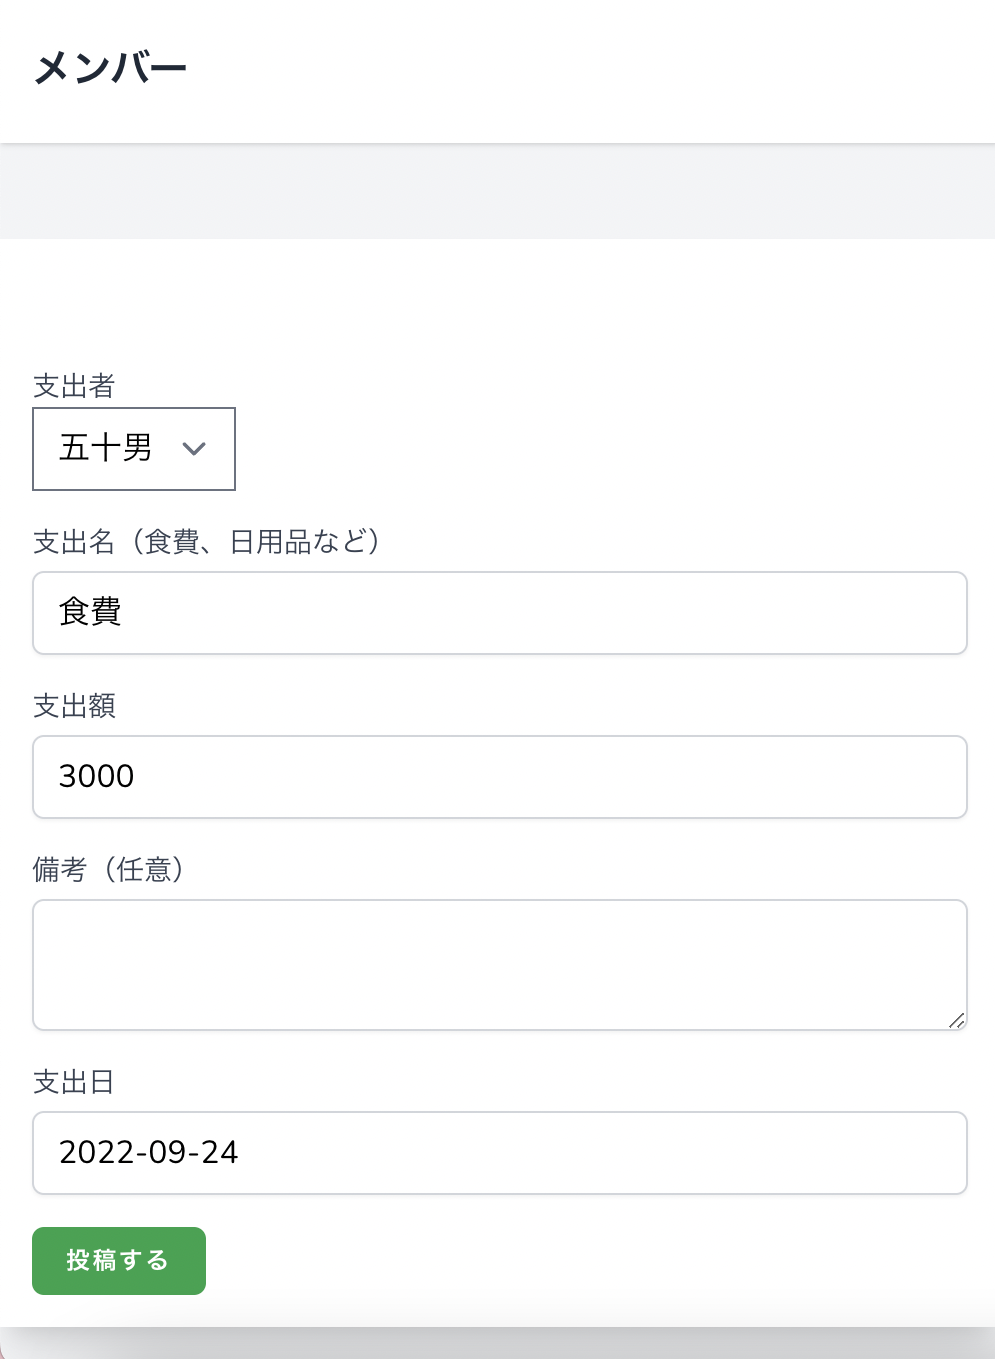 メンバー
支出者
五十男
支出名（食費、日用品など）
食費
支出額
3000
備考（任意）
支出日
2022-09-24
投稿する